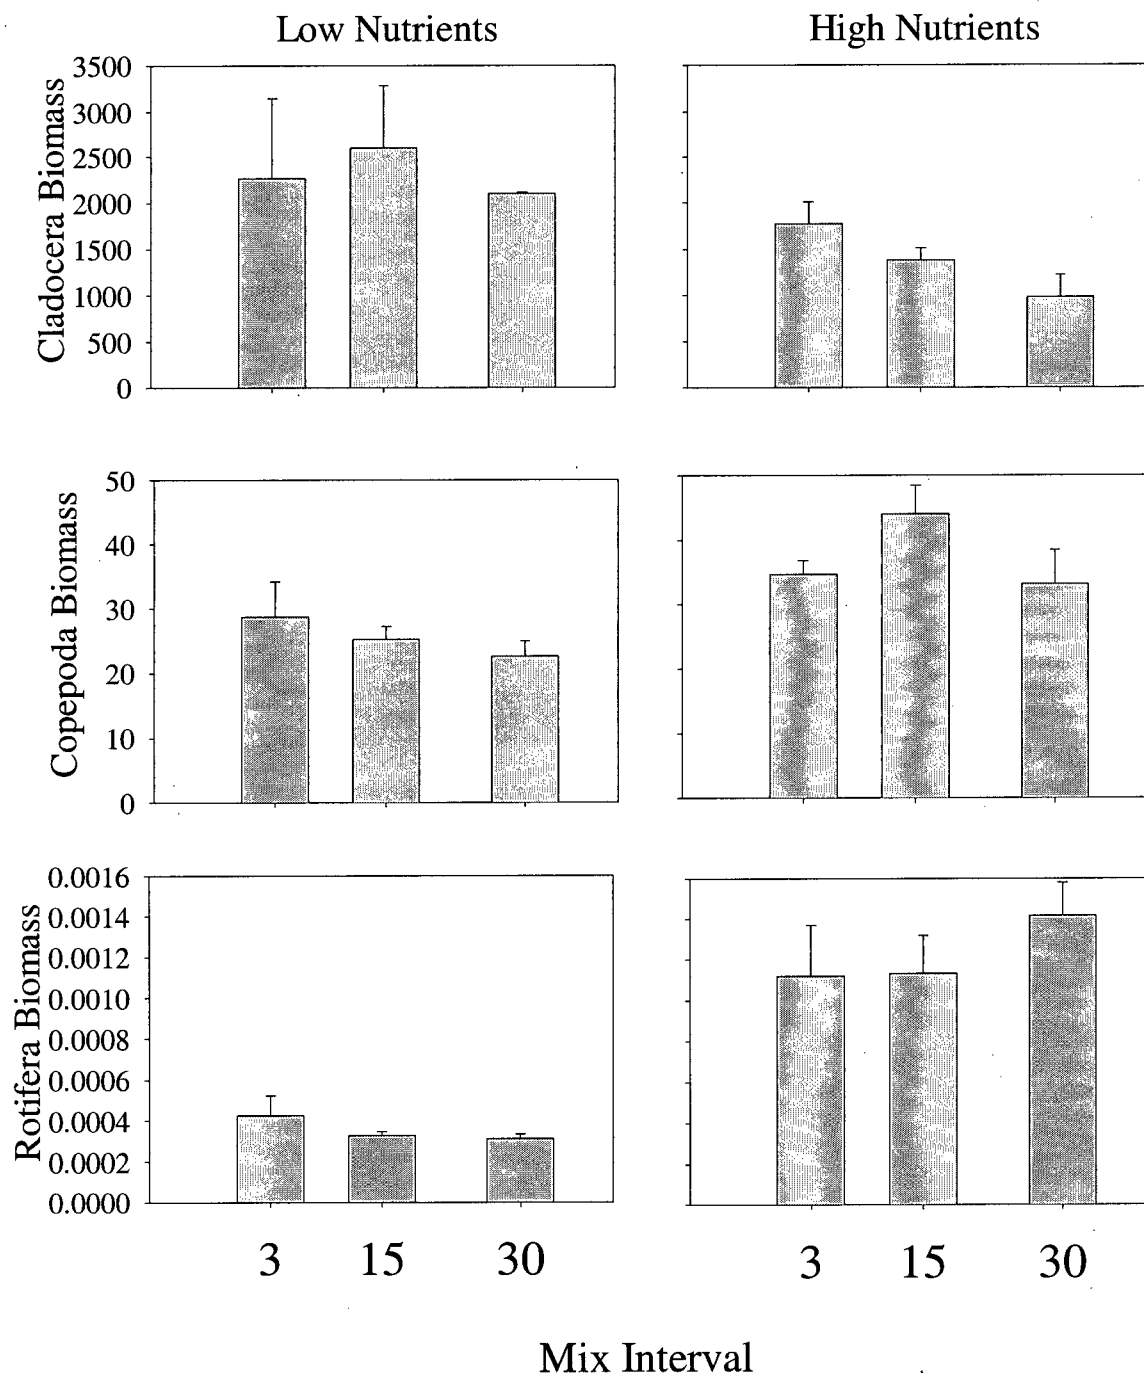 Low Nutrients
High Nutrients
Cladocera Biomass
3500
3000
2500
2000
1500
1000
500
0
Copepoda Biomass
50
40
30
20
10
0
Rotifera Biomass
0.0016
0.0014
0.0012
0.0010
0.0008
0.0006
0.0004
0.0002
0.0000
3 15 30
3 15 30
Mix Interval